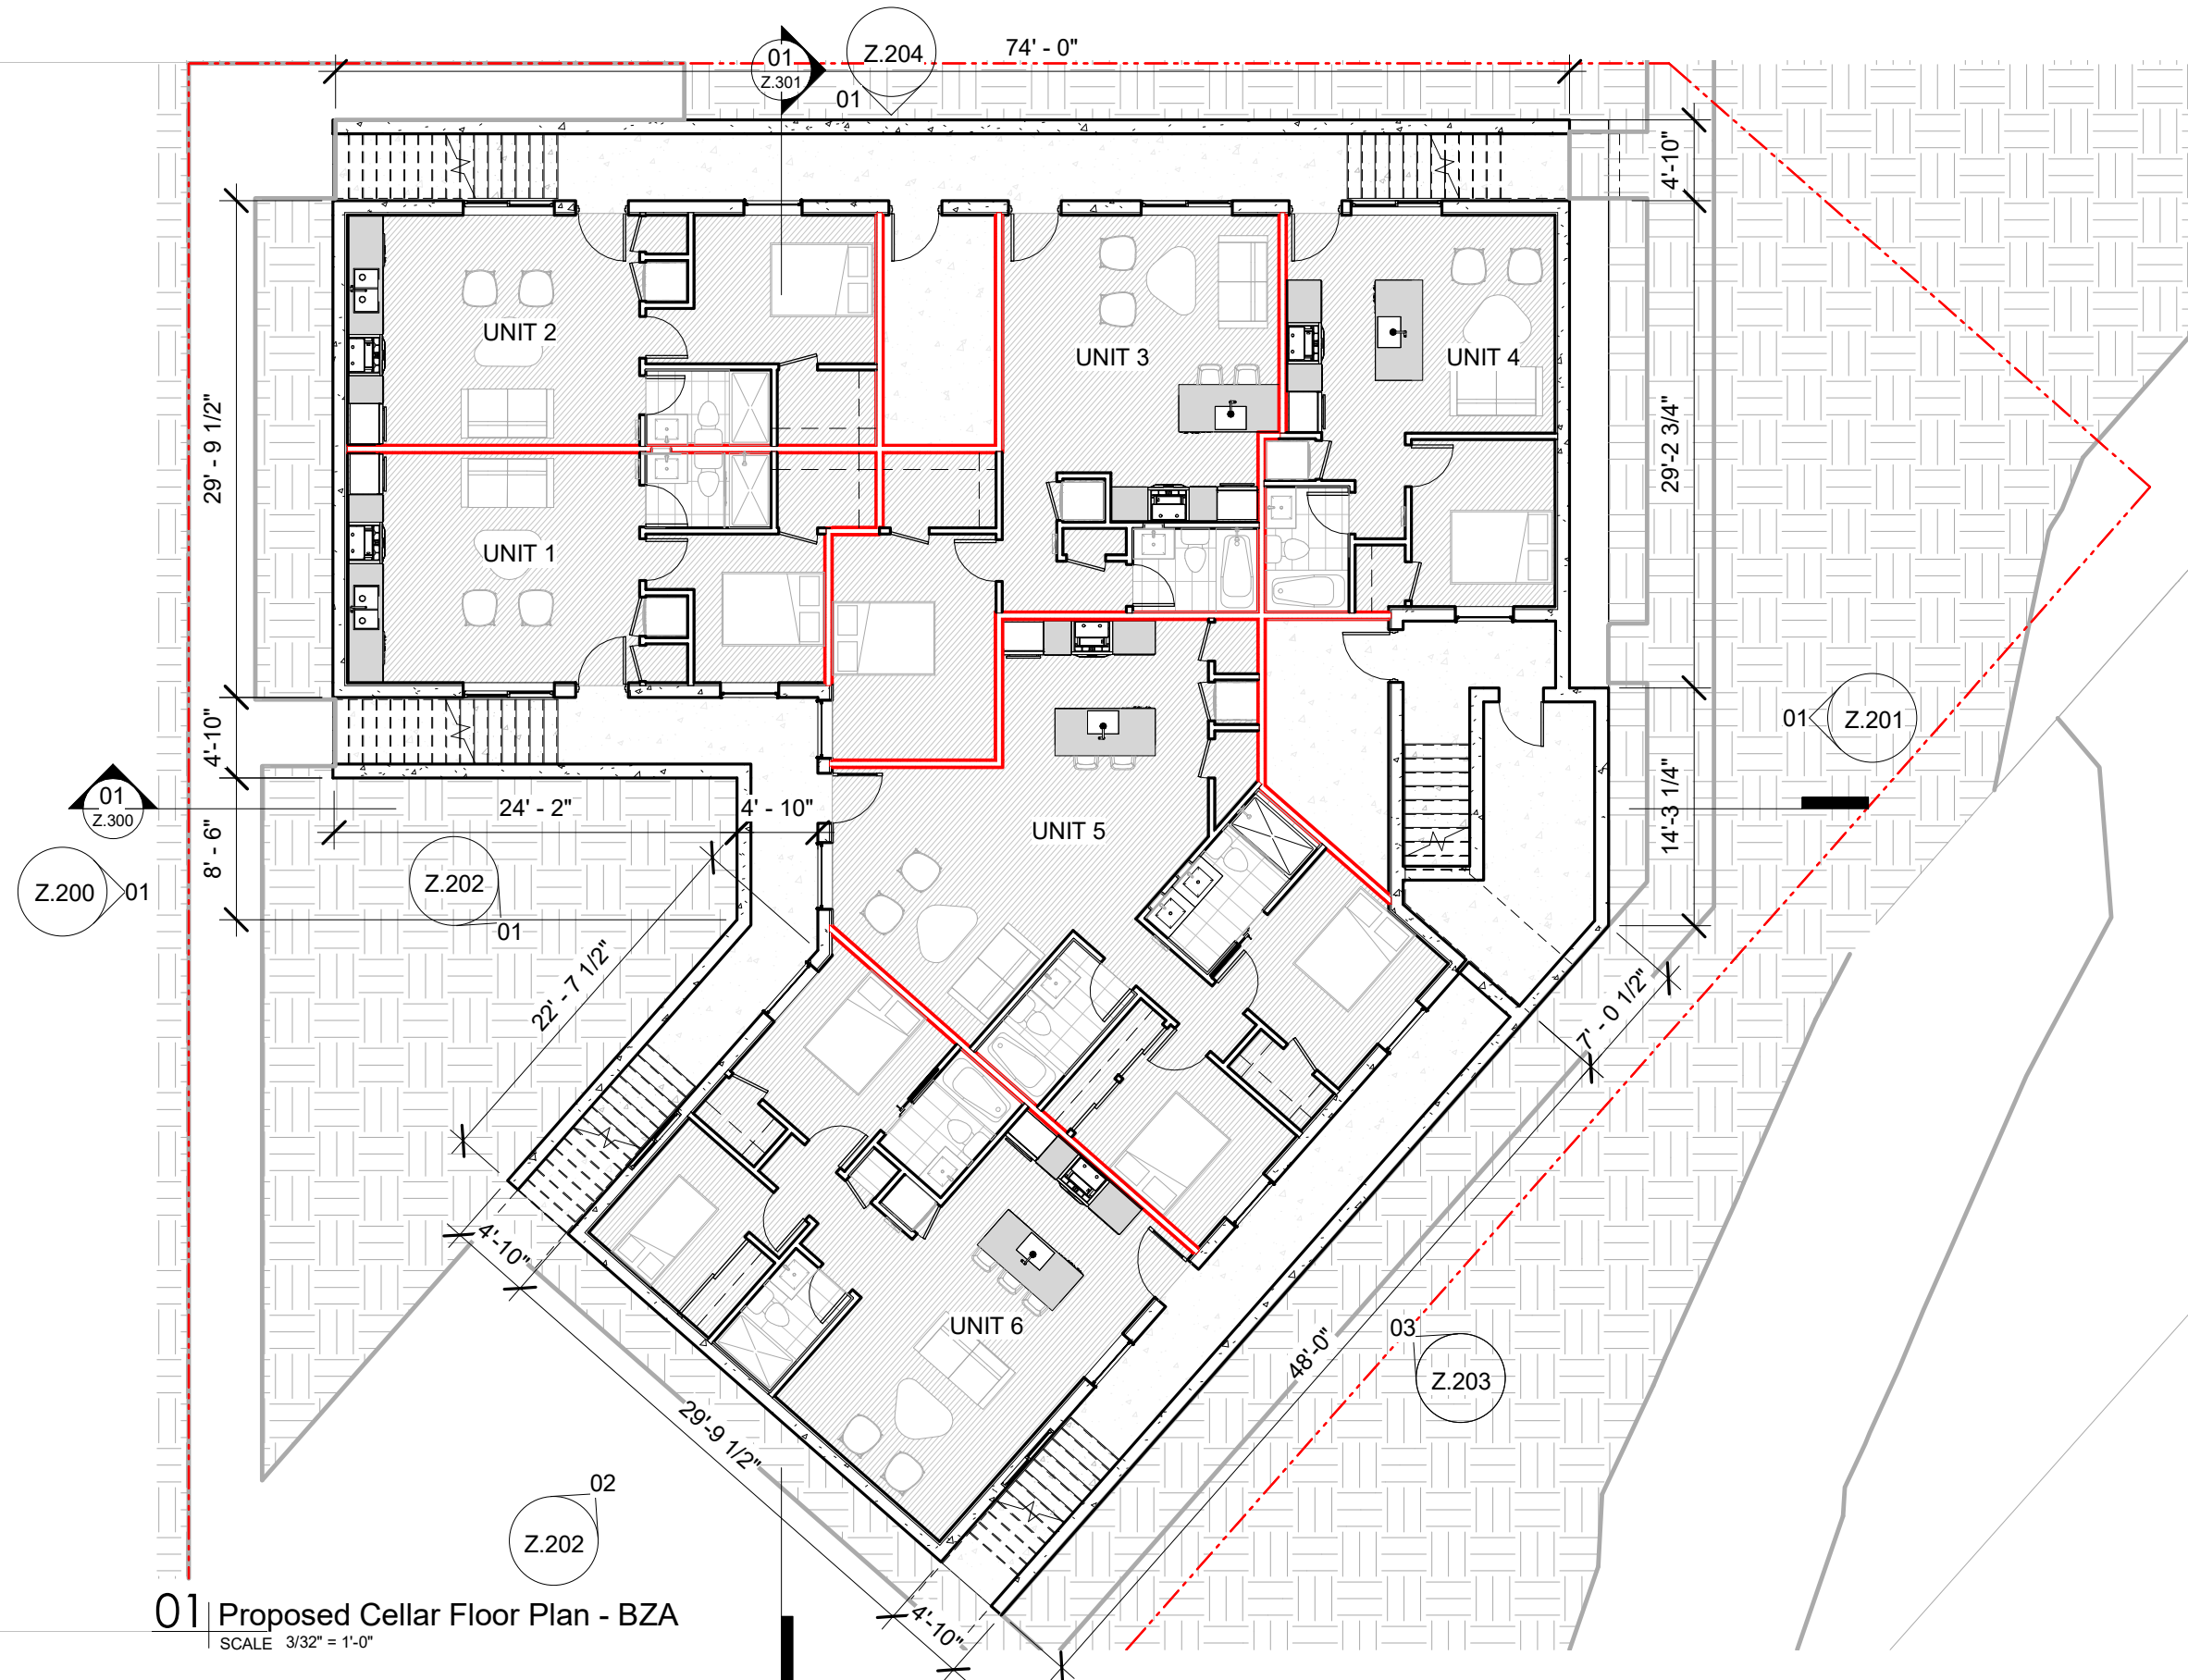 74' - 0"
01
Z.301
Z.204
01
4'-10"
29' - 9 1/2"
UNIT 2
UNIT 3
UNIT 4
29'-2 3/4"
UNIT 1
4'-10"
01
Z.201
01
Z.300
24' - 2"
4' - 10"
UNIT 5
14'-3 1/4"
8' - 6"
Z.200
01
Z.202
01
22' - 7 1/2"
7' - 0 1/2"
4'-10"
UNIT 6
03
Z.203
48'-0"
29'-9 1/2"
02
Z.202
4'-10"
01
Proposed Cellar Floor Plan - BZA
SCALE 3/32" = 1'-0"